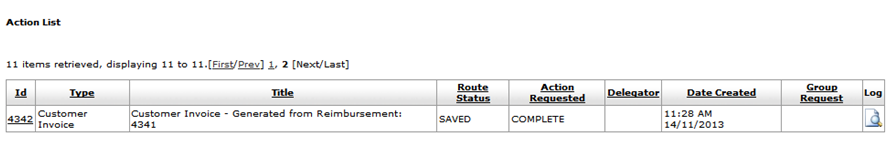 Action List
11 items retrieved, displaying 11 to 11.[First/Prev] 1, 2 [Next/Last]
Id Type Title Route Status Action Requested Delegator Date Created Group Request Log
4342 Customer Invoice Customer Invoice - Generated from Reimbursement: 4341 SAVED COMPLETE 11:28 AM 14/11/2013